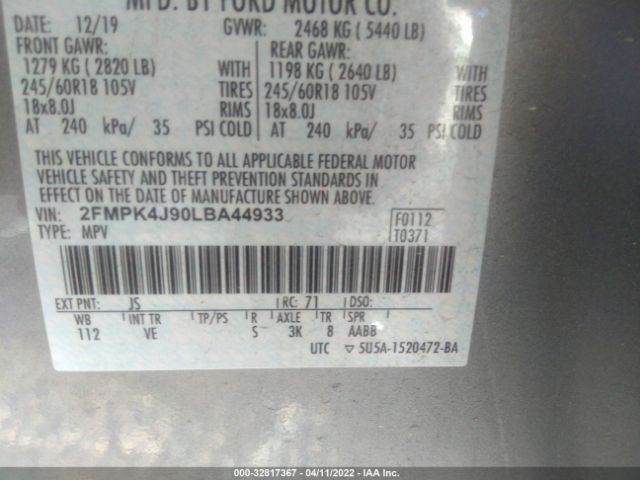 MFD. BY FORD MOTOR CO.
DATE: 12/19 GVWR: 2468 KG ( 5440 LB)
FRONT GAWR: REAR GAWR:
1279 KG ( 2820 LB) WITH 1198 KG ( 2640 LB) WITH
245/60R18 105V TIRES 245/60R18 105V TIRES
18x8.0J RIMS 18x8.0J RIMS
AT 240 kPa/ 35 PSI COLD AT 240 kPa/ 35 PSI COLD
THIS VEHICLE CONFORMS TO ALL APPLICABLE FEDERAL MOTOR
VEHICLE SAFETY AND THEFT PREVENTION STANDARDS IN
EFFECT ON THE DATE OF MANUFACTURE SHOWN ABOVE.
VIN: 2FMPK4J90LBA44933 F0112
TYPE: MPV T0371
EXT PNT: JS RC: 71 DSO:
WB INT TR TP/PS R AXLE TR SPR
112 VE S 3K 8 AABB
UTC ▽ 5U5A-1520472-BA
000-32817367 - 04/11/2022 - IAA Inc.